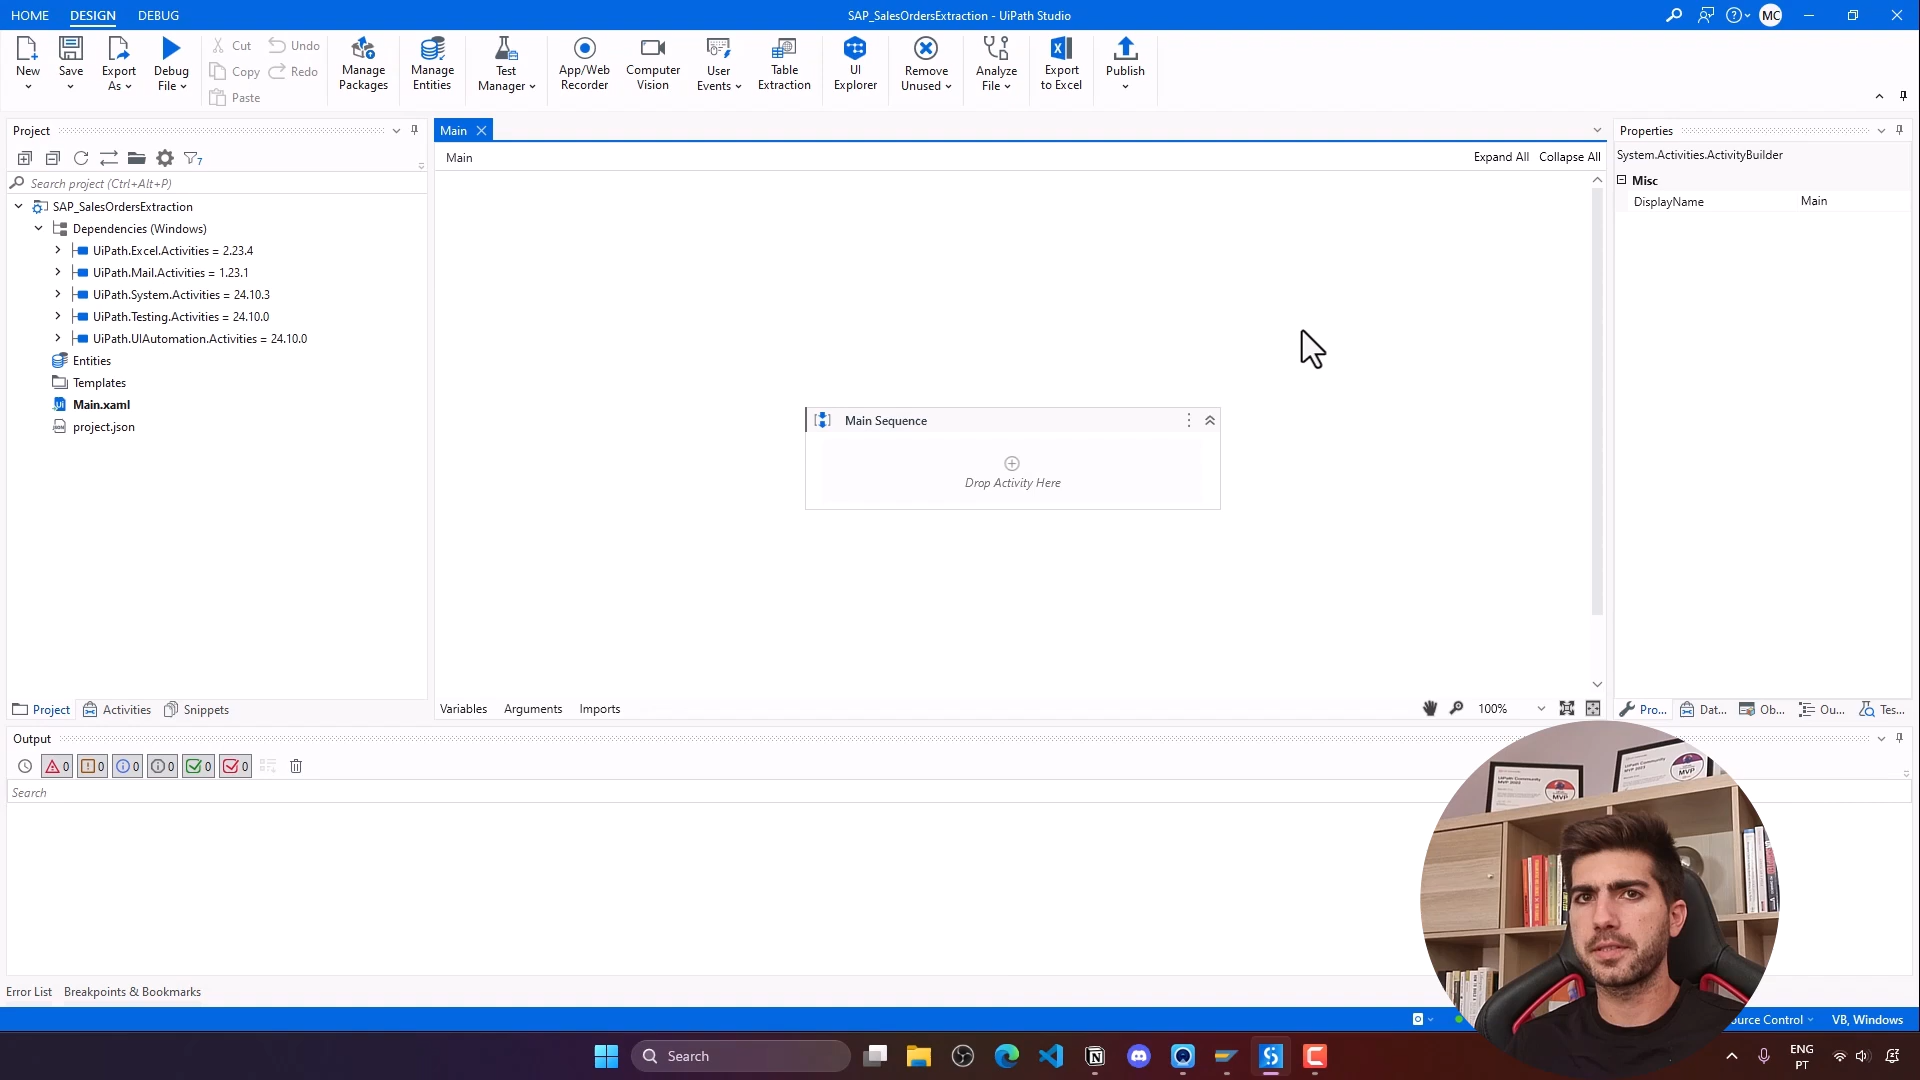 HOME DESIGN DEBUG
SAP_SalesOrdersExtraction - UiPath Studio
MC
New
Save
Export As
Debug File
Cut
Copy
Paste
Undo
Redo
Manage Packages
Manage Entities
Test Manager
App/Web Recorder
Computer Vision
User Events
Table Extraction
UI Explorer
Remove Unused
Analyze File
Export to Excel
Publish
Project
7
Search project (Ctrl+Alt+P)
SAP_SalesOrdersExtraction
Dependencies (Windows)
UiPath.Excel.Activities = 2.23.4
UiPath.Mail.Activities = 1.23.1
UiPath.System.Activities = 24.10.3
UiPath.Testing.Activities = 24.10.0
UiPath.UIAutomation.Activities = 24.10.0
Entities
Templates
Main.xaml
project.json
Project Activities Snippets
Main
Main
Expand All Collapse All
Main Sequence
Drop Activity Here
Variables Arguments Imports
100%
Properties
System.Activities.ActivityBuilder
Misc
DisplayName Main
Pro... Dat... Ob... Ou... Tes...
Output
0 0 0 0 0 0
Search
Error List Breakpoints & Bookmarks
ource Control VB, Windows
Search
ENG
PT